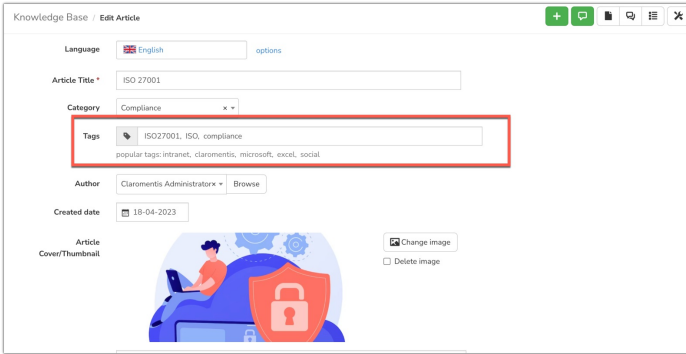 Knowledge Base / Edit Article
Language English options
Article Title * ISO 27001
Category Compliance ×
Tags ISO27001, ISO, compliance
popular tags: intranet, claromentis, microsoft, excel, social
Author Claromentis Administrator× Browse
Created date 18-04-2023
Article
Cover/Thumbnail
Change image
Delete image